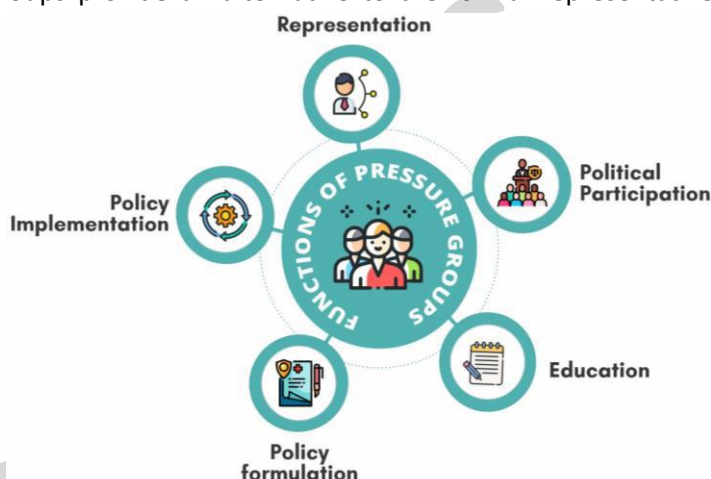 Representation
Political
Participation
Education
Policy
formulation
Policy
Implementation
FUNCTIONS OF PRESSURE GROUPS